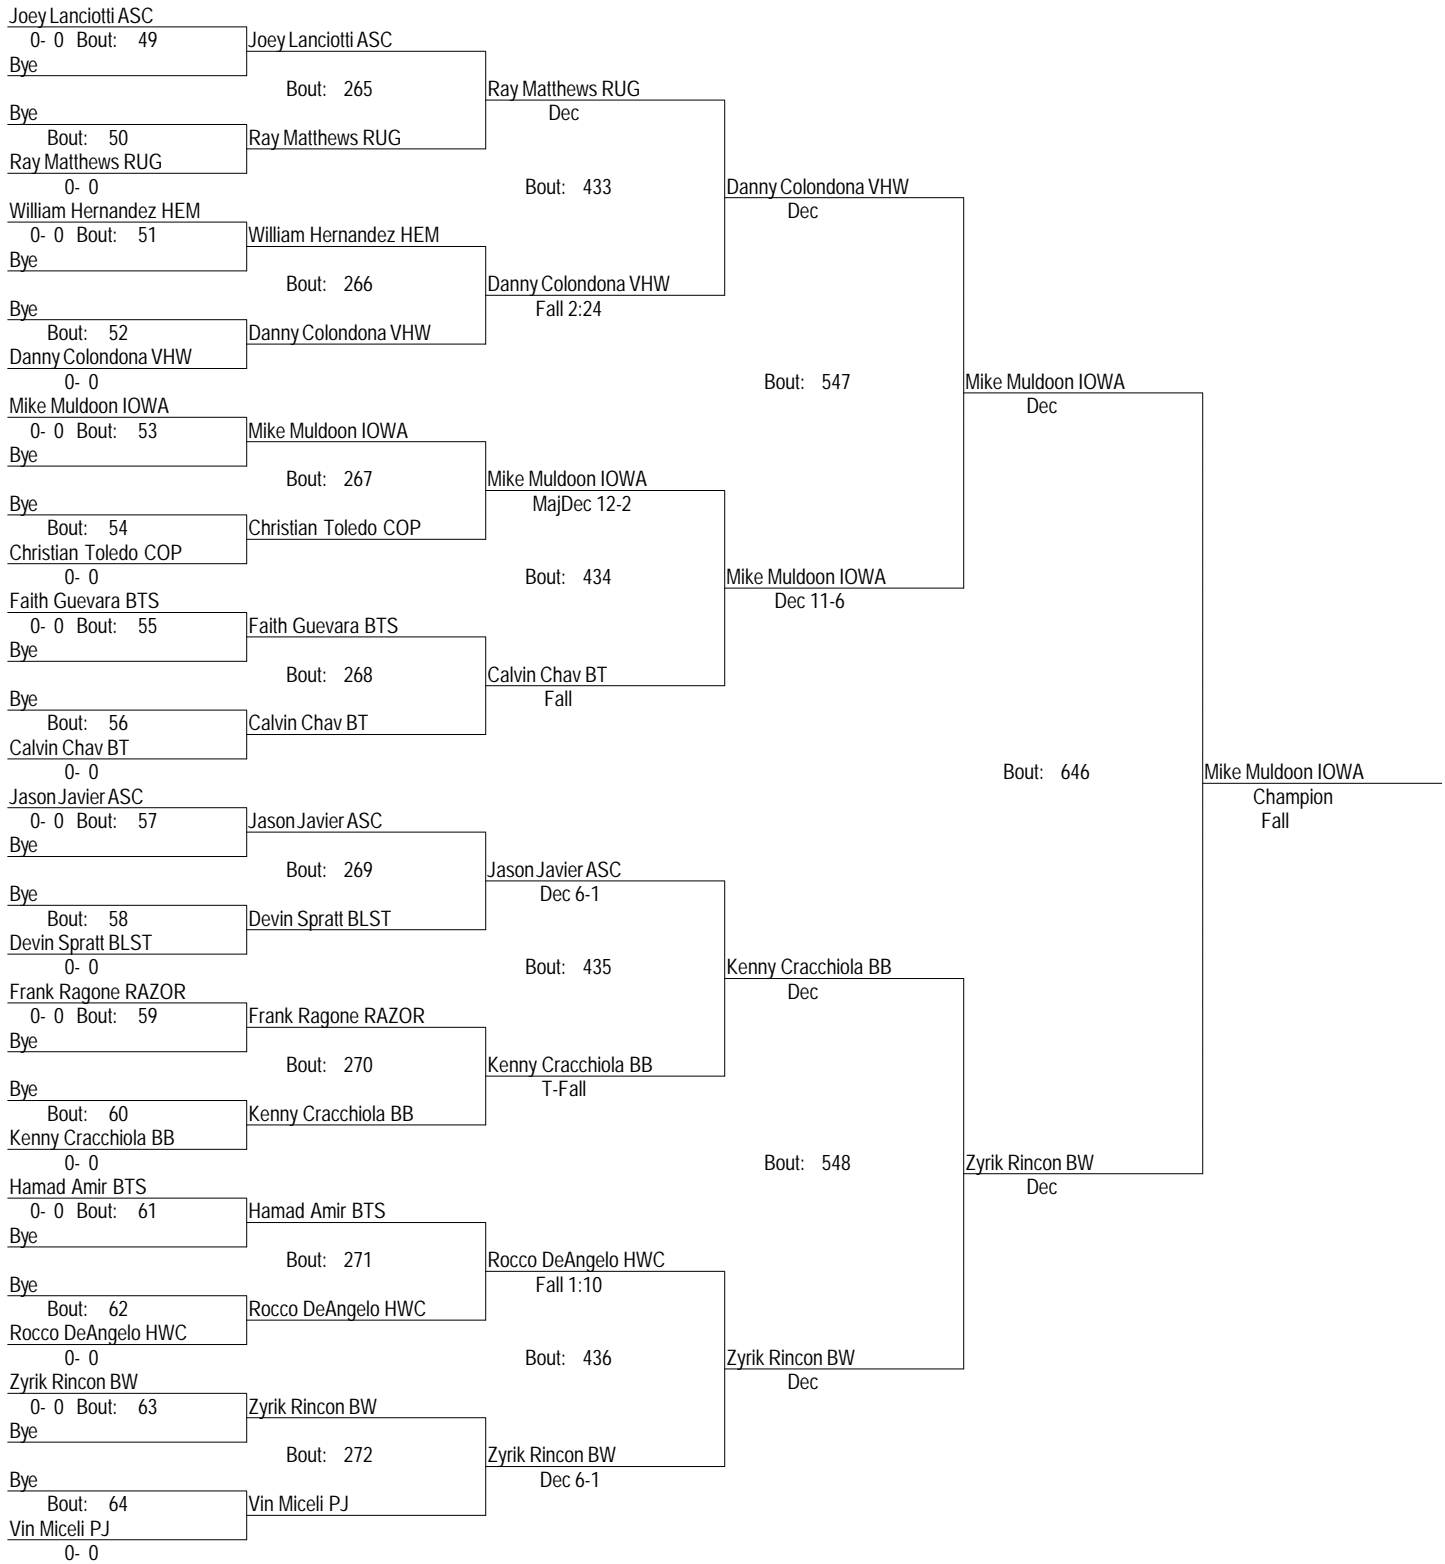 Joey Lanciotti ASC
0- 0 Bout: 49
Joey Lanciotti ASC
Bye
Bout: 265
Ray Matthews RUG
Bye
Dec
Bout: 50
Ray Matthews RUG
Ray Matthews RUG
0- 0
Bout: 433
Danny Colondona VHW
William Hernandez HEM
Dec
0- 0 Bout: 51
William Hernandez HEM
Bye
Bout: 266
Danny Colondona VHW
Bye
Fall 2:24
Bout: 52
Danny Colondona VHW
Danny Colondona VHW
0- 0
Bout: 547
Mike Muldoon IOWA
Mike Muldoon IOWA
Dec
0- 0 Bout: 53
Mike Muldoon IOWA
Bye
Bout: 267
Mike Muldoon IOWA
Bye
MajDec 12-2
Bout: 54
Christian Toledo COP
Christian Toledo COP
0- 0
Bout: 434
Mike Muldoon IOWA
Faith Guevara BTS
Dec 11-6
0- 0 Bout: 55
Faith Guevara BTS
Bye
Bout: 268
Calvin Chav BT
Bye
Fall
Bout: 56
Calvin Chav BT
Calvin Chav BT
0- 0
Bout: 646
Mike Muldoon IOWA
Jason Javier ASC
Champion
0- 0 Bout: 57
Jason Javier ASC
Fall
Bye
Bout: 269
Jason Javier ASC
Bye
Dec 6-1
Bout: 58
Devin Spratt BLST
Devin Spratt BLST
0- 0
Bout: 435
Kenny Cracchiola BB
Frank Ragone RAZOR
Dec
0- 0 Bout: 59
Frank Ragone RAZOR
Bye
Bout: 270
Kenny Cracchiola BB
Bye
T-Fall
Bout: 60
Kenny Cracchiola BB
Kenny Cracchiola BB
0- 0
Bout: 548
Zyrik Rincon BW
Hamad Amir BTS
Dec
0- 0 Bout: 61
Hamad Amir BTS
Bye
Bout: 271
Rocco DeAngelo HWC
Bye
Fall 1:10
Bout: 62
Rocco DeAngelo HWC
Rocco DeAngelo HWC
0- 0
Bout: 436
Zyrik Rincon BW
Zyrik Rincon BW
Dec
0- 0 Bout: 63
Zyrik Rincon BW
Bye
Bout: 272
Zyrik Rincon BW
Bye
Dec 6-1
Bout: 64
Vin Miceli PJ
Vin Miceli PJ
0- 0